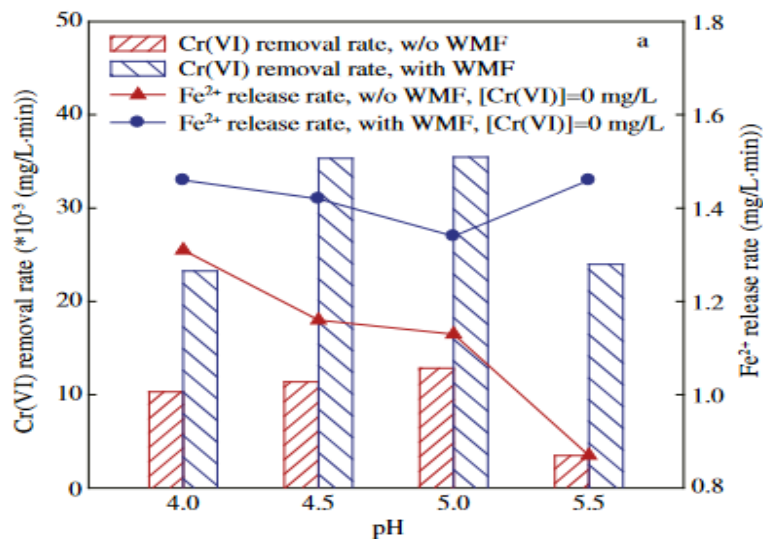 a
Cr(VI) removal rate, w/o WMF
Cr(VI) removal rate, with WMF
Fe²⁺ release rate, w/o WMF, [Cr(VI)]=0 mg/L
Fe²⁺ release rate, with WMF, [Cr(VI)]=0 mg/L
Cr(VI) removal rate (*10⁻³ (mg/L·min))
50
40
30
20
10
0
1.8
1.6
1.4
1.2
1.0
0.8
Fe²⁺ release rate (mg/L·min))
4.0 4.5 5.0 5.5
pH